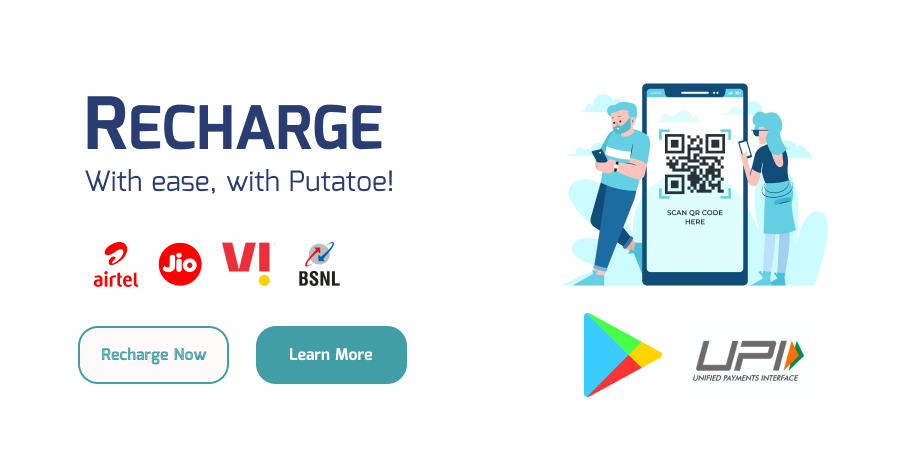 RECHARGE
With ease, with Putatoe!
airtel
Jio
VI
BSNL
Recharge Now
Learn More
SCAN QR CODE
HERE
UPI
UNIFIED PAYMENTS INTERFACE